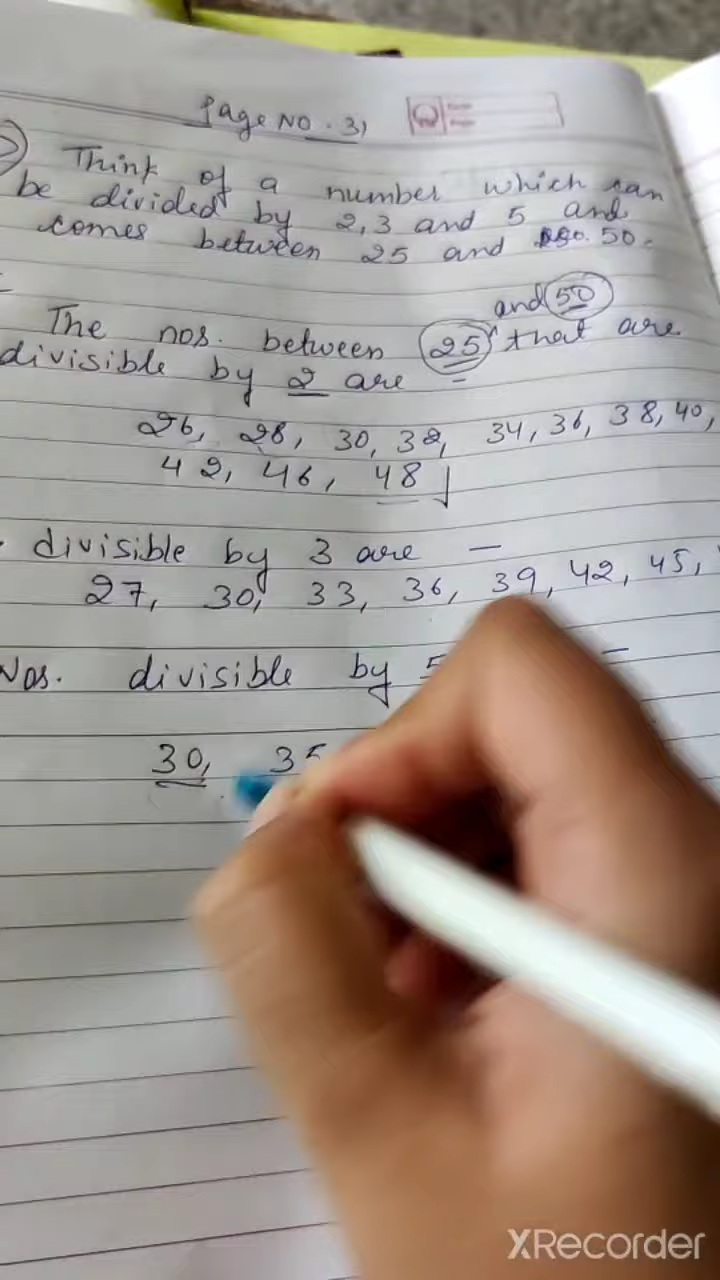 Page No. 31
Think of a number which can
be divided by 2, 3 and 5 and
comes between 25 and 50.
and 50
The nos. between 25 ^ that are
divisible by 2 are -
26, 28, 30, 32, 34, 36, 38, 40,
42, 46, 48
divisible by 3 are -
27, 30, 33, 36, 39, 42, 45,
Nos. divisible by 5 -
30, 35
XRecorder